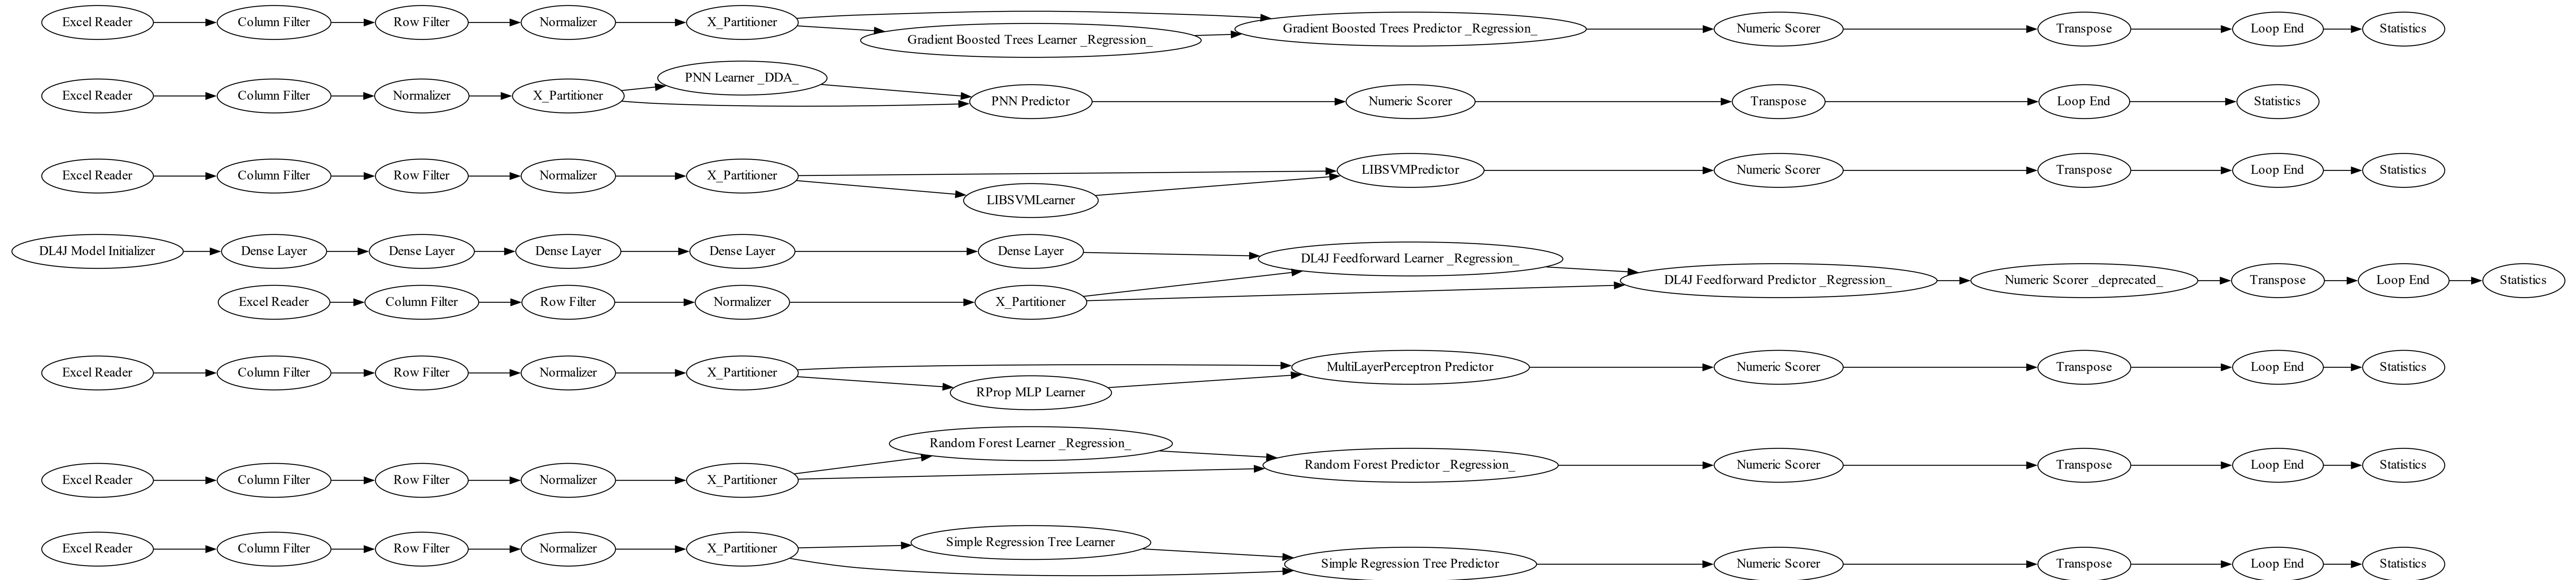 Excel Reader
Column Filter
Row Filter
Normalizer
X_Partitioner
Gradient Boosted Trees Learner _Regression_
Gradient Boosted Trees Predictor _Regression_
Numeric Scorer
Transpose
Loop End
Statistics
Excel Reader
Column Filter
Normalizer
X_Partitioner
PNN Learner _DDA_
PNN Predictor
Numeric Scorer
Transpose
Loop End
Statistics
Excel Reader
Column Filter
Row Filter
Normalizer
X_Partitioner
LIBSVMLearner
LIBSVMPredictor
Numeric Scorer
Transpose
Loop End
Statistics
DL4J Model Initializer
Dense Layer
Dense Layer
Dense Layer
Dense Layer
Dense Layer
DL4J Feedforward Learner _Regression_
Excel Reader
Column Filter
Row Filter
Normalizer
X_Partitioner
DL4J Feedforward Predictor _Regression_
Numeric Scorer _deprecated_
Transpose
Loop End
Statistics
Excel Reader
Column Filter
Row Filter
Normalizer
X_Partitioner
RProp MLP Learner
MultiLayerPerceptron Predictor
Numeric Scorer
Transpose
Loop End
Statistics
Excel Reader
Column Filter
Row Filter
Normalizer
X_Partitioner
Random Forest Learner _Regression_
Random Forest Predictor _Regression_
Numeric Scorer
Transpose
Loop End
Statistics
Excel Reader
Column Filter
Row Filter
Normalizer
X_Partitioner
Simple Regression Tree Learner
Simple Regression Tree Predictor
Numeric Scorer
Transpose
Loop End
Statistics